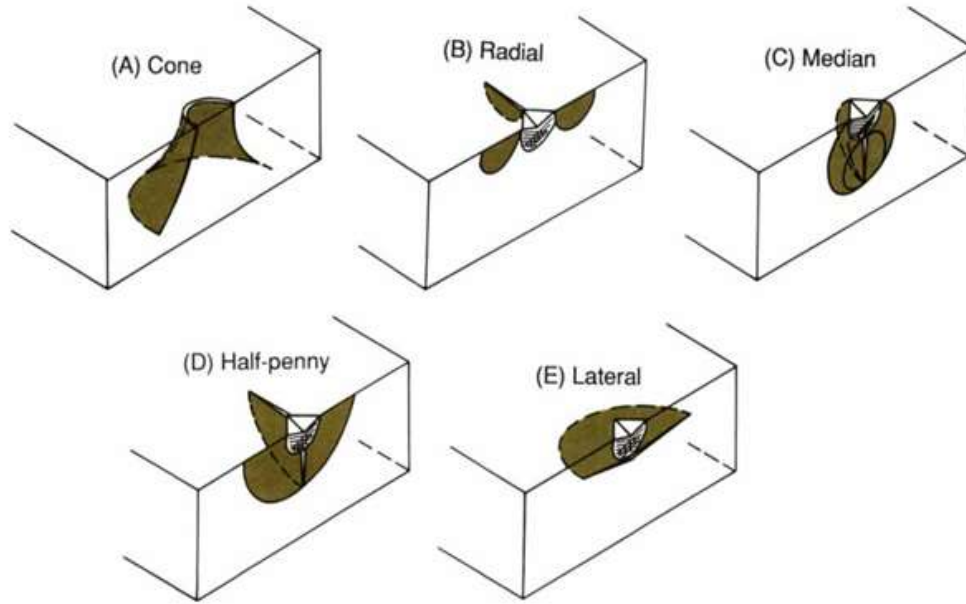 (A) Cone
(B) Radial
(C) Median
(D) Half-penny
(E) Lateral